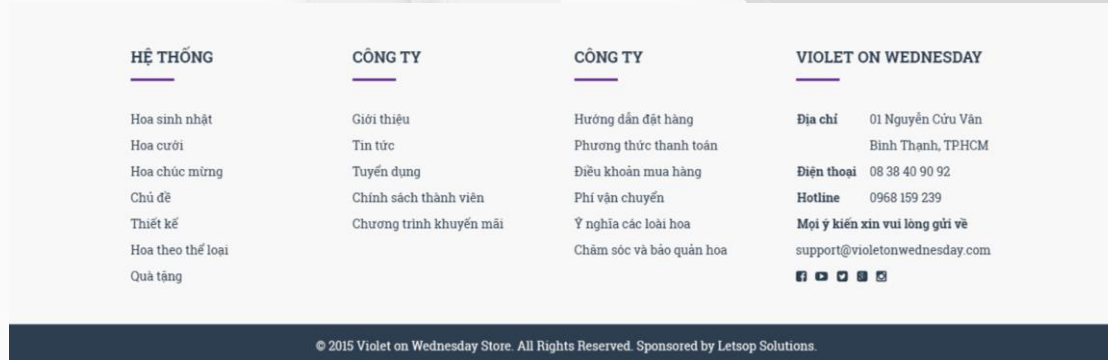 HỆ THỐNG
Hoa sinh nhật
Hoa cưới
Hoa chúc mừng
Chủ đề
Thiết kế
Hoa theo thể loại
Quà tặng
CÔNG TY
Giới thiệu
Tin tức
Tuyển dụng
Chính sách thành viên
Chương trình khuyến mãi
CÔNG TY
Hướng dẫn đặt hàng
Phương thức thanh toán
Điều khoản mua hàng
Phí vận chuyển
Ý nghĩa các loài hoa
Chăm sóc và bảo quản hoa
VIOLET ON WEDNESDAY
Địa chỉ 01 Nguyễn Cửu Vân
Bình Thạnh, TP.HCM
Điện thoại 08 38 40 90 92
Hotline 0968 159 239
Mọi ý kiến xin vui lòng gửi về
support@violetonwednesday.com
© 2015 Violet on Wednesday Store. All Rights Reserved. Sponsored by Letsop Solutions.